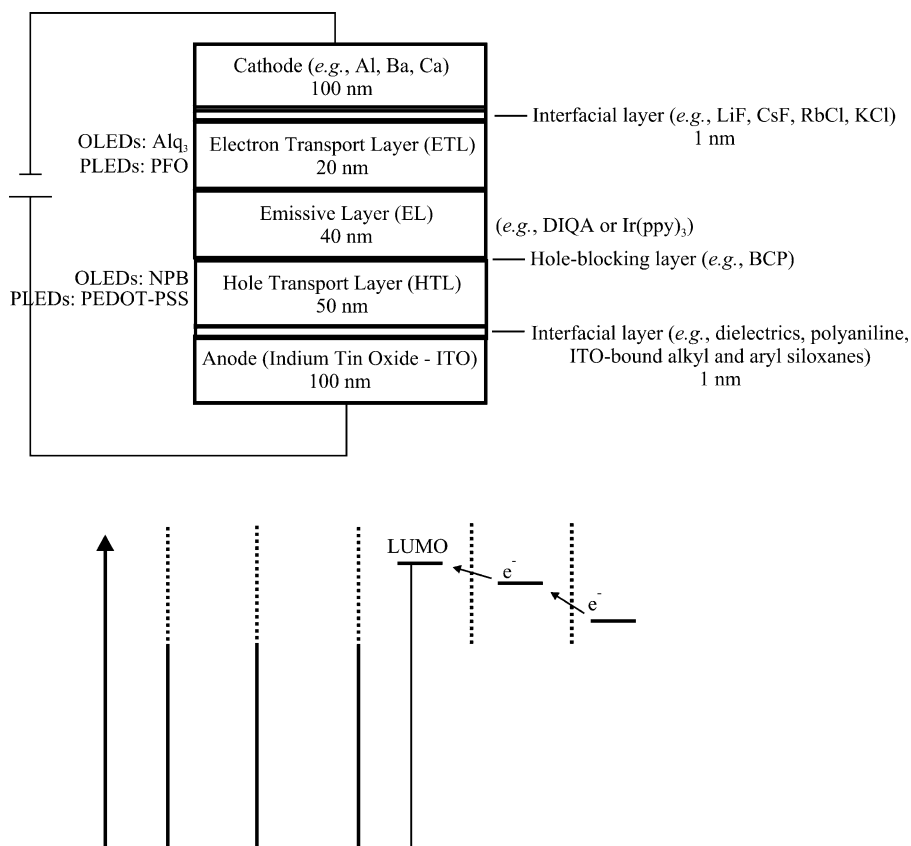 Cathode (e.g., Al, Ba, Ca)
100 nm
Interfacial layer (e.g., LiF, CsF, RbCl, KCl)
1 nm
OLEDs: Alq₃
PLEDs: PFO
Electron Transport Layer (ETL)
20 nm
Emissive Layer (EL)
40 nm
(e.g., DIQA or Ir(ppy)₃)
Hole-blocking layer (e.g., BCP)
OLEDs: NPB
PLEDs: PEDOT-PSS
Hole Transport Layer (HTL)
50 nm
Interfacial layer (e.g., dielectrics, polyaniline,
ITO-bound alkyl and aryl siloxanes)
1 nm
Anode (Indium Tin Oxide - ITO)
100 nm
LUMO
e⁻
e⁻